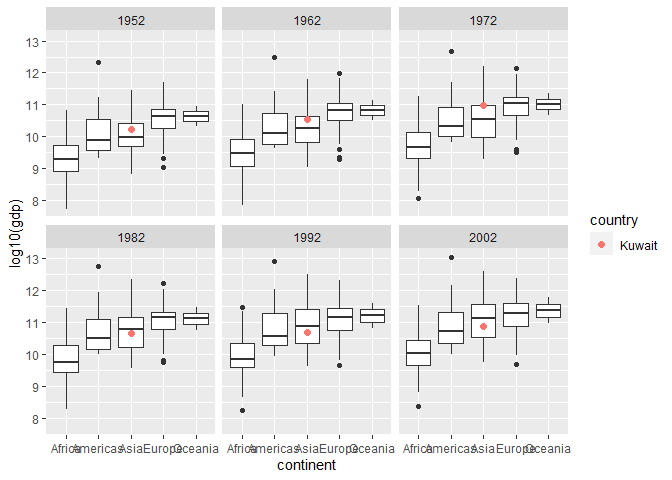 1952 1962 1972
13
12
11
10
9
8
log10(gdp)
1982 1992 2002
13
12
11
10
9
8
Africa Americas Asia Europe Oceania Africa Americas Asia Europe Oceania Africa Americas Asia Europe Oceania
continent
country
Kuwait